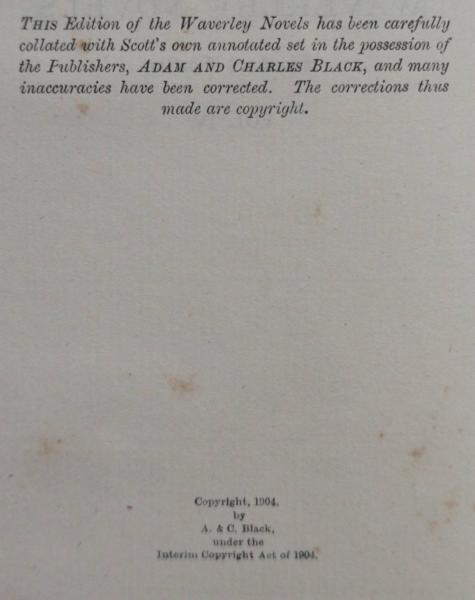 THIS Edition of the Waverley Novels has been carefully
collated with Scott's own annotated set in the possession of
the Publishers, ADAM AND CHARLES BLACK, and many
inaccuracies have been corrected. The corrections thus
made are copyright.
Copyright, 1904,
by
A. & C. Black,
under the
Interim Copyright Act of 1904.